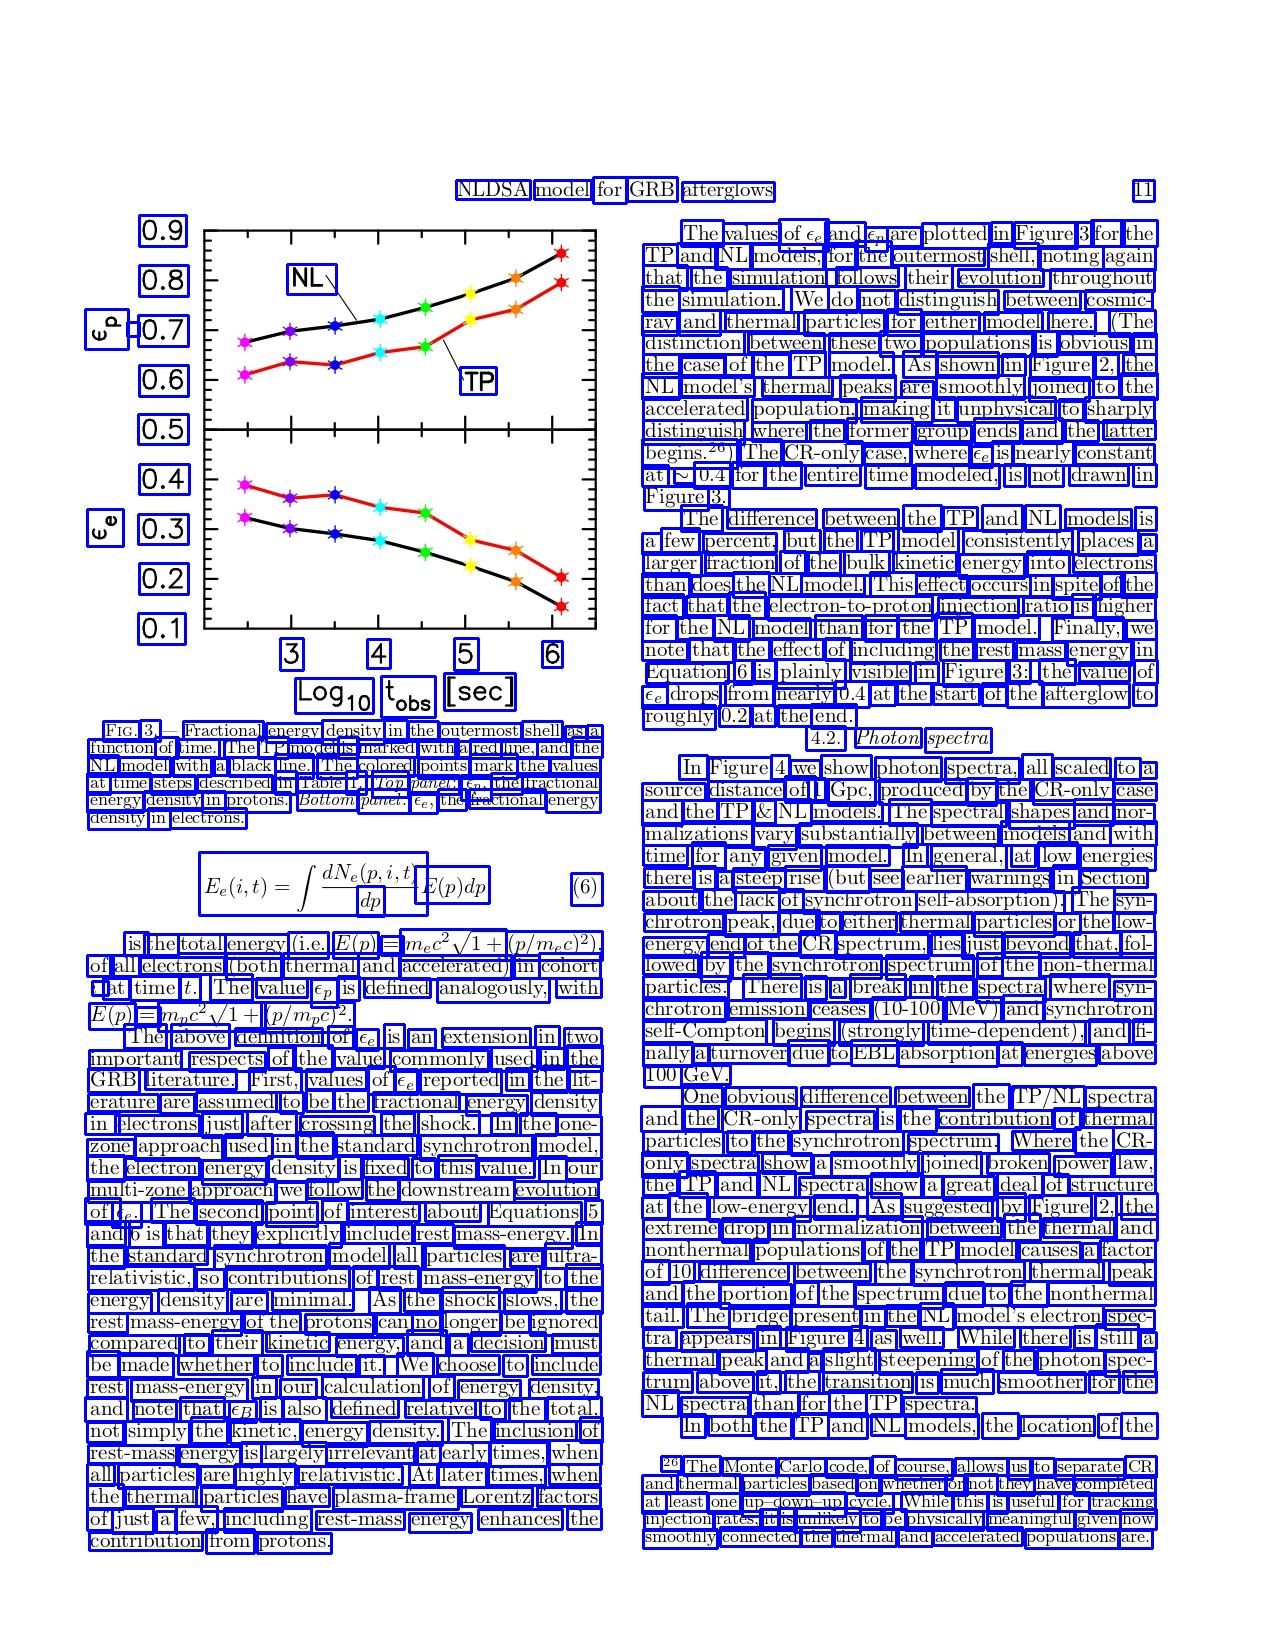 NLDSA model for GRB afterglows 11
0.9
0.8
NL
ϵp 0.7
0.6
TP
0.5
0.4
ϵe 0.3
0.2
0.1
3 4 5 6
Log10 tobs [sec]
Fig. 3.— Fractional energy density in the outermost shell as a
function of time. The TP model is marked with a red line, and the
NL model with a black line. The colored points mark the values
at time steps described in Table 1. Top panel: ϵp, the fractional
energy density in protons. Bottom panel: ϵe, the fractional energy
density in electrons.
E_e(i, t) = ∫ dN_e(p, i, t)/dp E(p)dp (6)
is the total energy (i.e. E(p) = m_e c²√1 + (p/m_e c)²),
of all electrons (both thermal and accelerated) in cohort
i at time t. The value ϵp is defined analogously, with
E(p) = m_p c²√1 + (p/m_p c)².
The above definition of ϵe is an extension in two
important respects of the value commonly used in the
GRB literature. First, values of ϵe reported in the lit-
erature are assumed to be the fractional energy density
in electrons just after crossing the shock. In the one-
zone approach used in the standard synchrotron model,
the electron energy density is fixed to this value. In our
multi-zone approach we follow the downstream evolution
of ϵe. The second point of interest about Equations 5
and 6 is that they explicitly include rest mass-energy. In
the standard synchrotron model all particles are ultra-
relativistic, so contributions of rest mass-energy to the
energy density are minimal. As the shock slows, the
rest mass-energy of the protons can no longer be ignored
compared to their kinetic energy, and a decision must
be made whether to include it. We choose to include
rest mass-energy in our calculation of energy density,
and note that ϵB is also defined relative to the total,
not simply the kinetic, energy density. The inclusion of
rest-mass energy is largely irrelevant at early times, when
all particles are highly relativistic. At later times, when
the thermal particles have plasma-frame Lorentz factors
of just a few, including rest-mass energy enhances the
contribution from protons.
The values of ϵe and ϵp are plotted in Figure 3 for the
TP and NL models, for the outermost shell, noting again
that the simulation follows their evolution throughout
the simulation. We do not distinguish between cosmic-
ray and thermal particles for either model here. (The
distinction between these two populations is obvious in
the case of the TP model. As shown in Figure 2, the
NL model's thermal peaks are smoothly joined to the
accelerated population, making it unphysical to sharply
distinguish where the former group ends and the latter
begins.²⁶) The CR-only case, where ϵe is nearly constant
at ∼ 0.4 for the entire time modeled, is not drawn in
Figure 3.
The difference between the TP and NL models is
a few percent, but the TP model consistently places a
larger fraction of the bulk kinetic energy into electrons
than does the NL model. This effect occurs in spite of the
fact that the electron-to-proton injection ratio is higher
for the NL model than for the TP model. Finally, we
note that the effect of including the rest mass energy in
Equation 6 is plainly visible in Figure 3: the value of
ϵe drops from nearly 0.4 at the start of the afterglow to
roughly 0.2 at the end.
4.2. Photon spectra
In Figure 4 we show photon spectra, all scaled to a
source distance of 1 Gpc, produced by the CR-only case
and the TP & NL models. The spectral shapes and nor-
malizations vary substantially between models and with
time for any given model. In general, at low energies
there is a steep rise (but see earlier warnings in Section
about the lack of synchrotron self-absorption). The syn-
chrotron peak, due to either thermal particles or the low-
energy end of the CR spectrum, lies just beyond that, fol-
lowed by the synchrotron spectrum of the non-thermal
particles. There is a break in the spectra where syn-
chrotron emission ceases (10-100 MeV) and synchrotron
self-Compton begins (strongly time-dependent), and fi-
nally a turnover due to EBL absorption at energies above
100 GeV.
One obvious difference between the TP/NL spectra
and the CR-only spectra is the contribution of thermal
particles to the synchrotron spectrum. Where the CR-
only spectra show a smoothly joined broken power law,
the TP and NL spectra show a great deal of structure
at the low-energy end. As suggested by Figure 2, the
extreme drop in normalization between the thermal and
nonthermal populations of the TP model causes a factor
of 10 difference between the synchrotron thermal peak
and the portion of the spectrum due to the nonthermal
tail. The bridge present in the NL model's electron spec-
tra appears in Figure 4 as well. While there is still a
thermal peak and a slight steepening of the photon spec-
trum above it, the transition is much smoother for the
NL spectra than for the TP spectra.
In both the TP and NL models, the location of the
²⁶ The Monte Carlo code, of course, allows us to separate CR
and thermal particles based on whether or not they have completed
at least one up–down–up cycle. While this is useful for tracking
injection rates, it is unlikely to be physically meaningful given how
smoothly connected the thermal and accelerated populations are.